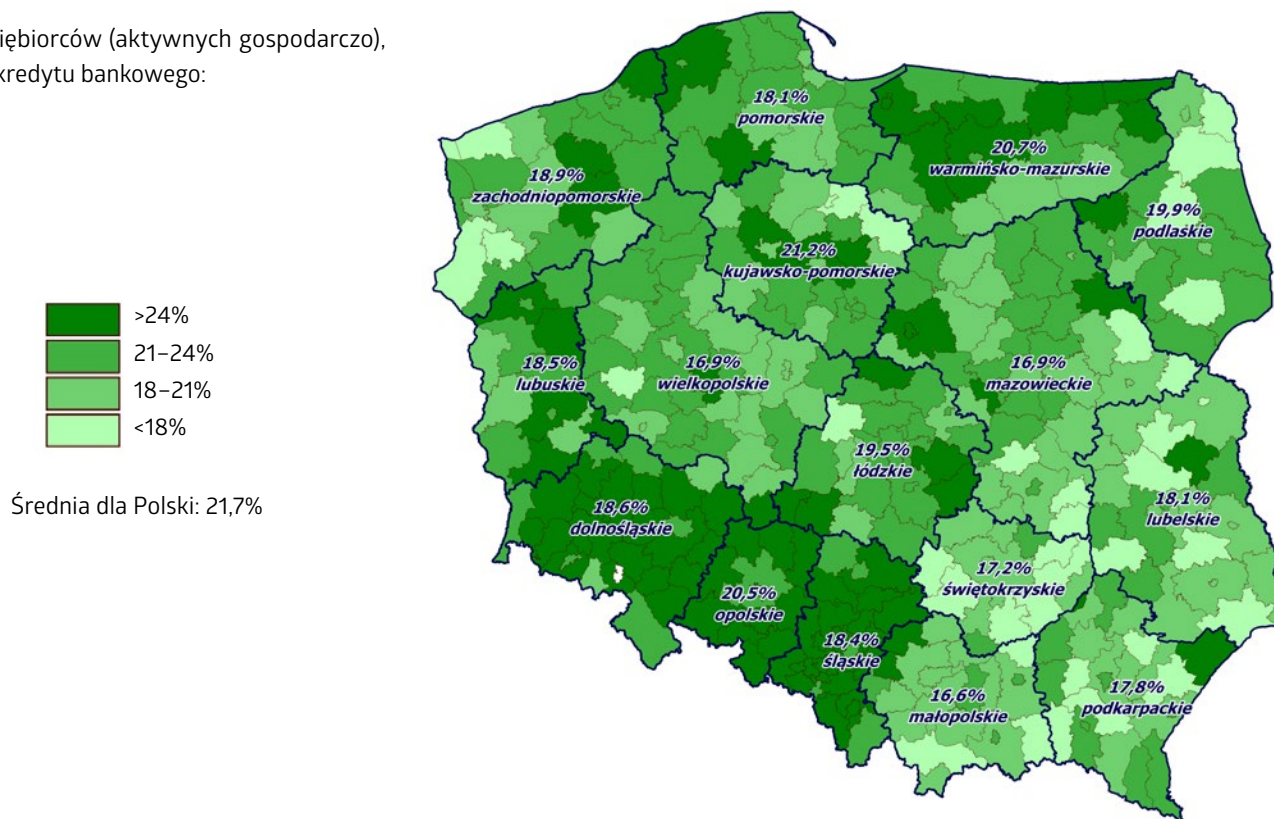 iębiorców (aktywnych gospodarczo),
kredytu bankowego:
>24%
21–24%
18–21%
<18%
Średnia dla Polski: 21,7%
18,1%
pomorskie
20,7%
warmińsko-mazurskie
18,9%
zachodniopomorskie
19,9%
podlaskie
21,2%
kujawsko-pomorskie
18,5%
lubuskie
16,9%
wielkopolskie
16,9%
mazowieckie
19,5%
łódzkie
18,6%
dolnośląskie
18,1%
lubelskie
17,2%
świętokrzyskie
20,5%
opolskie
18,4%
śląskie
16,6%
małopolskie
17,8%
podkarpackie